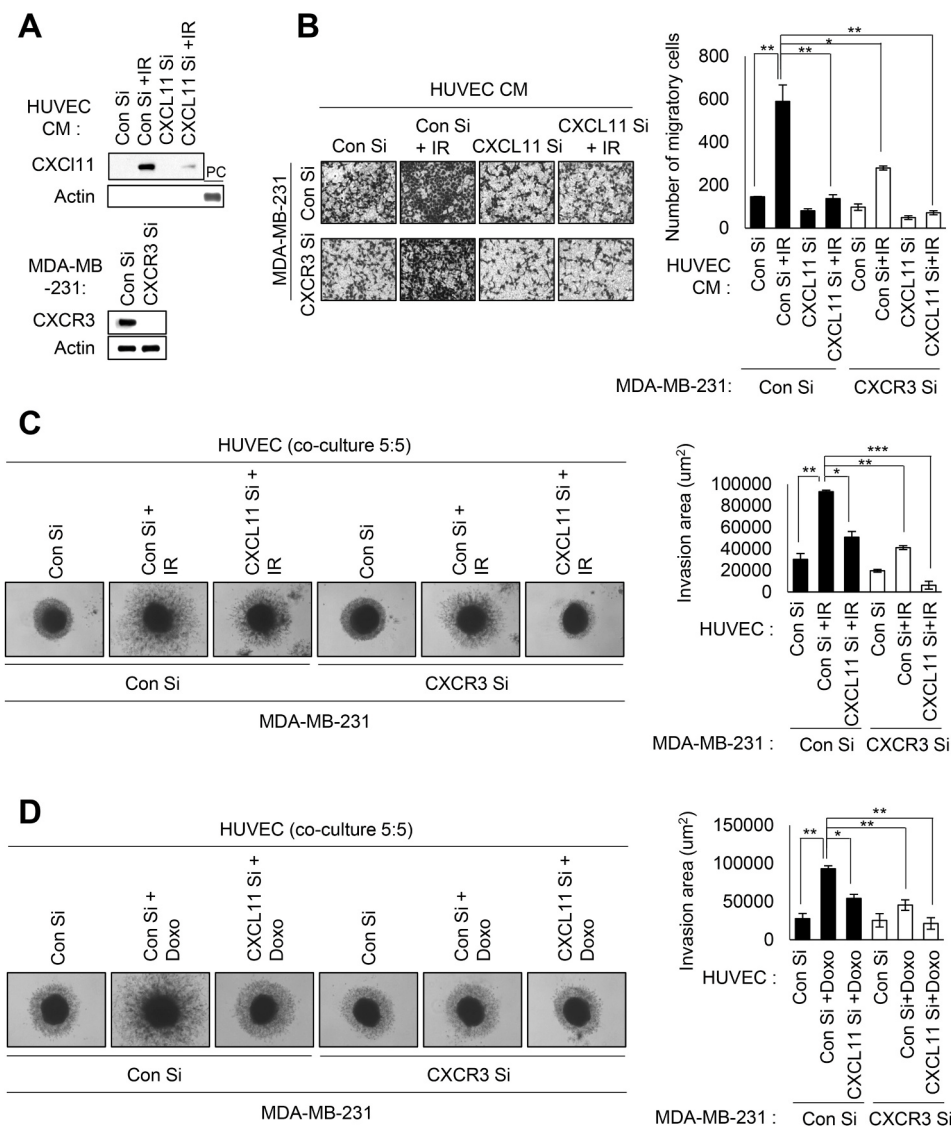 A
HUVEC
CM :
Con Si
Con Si +IR
CXCL11 Si
CXCL11 Si +IR
CXCl11
PC
Actin
MDA-MB
-231:
Con Si
CXCR3 Si
CXCR3
Actin
B
HUVEC CM
Con Si
Con Si
+ IR
CXCL11 Si
CXCL11 Si
+ IR
MDA-MB-231
Con Si
CXCR3 Si
Number of migratory cells
800
600
400
200
0
**
**
*
**
HUVEC
CM :
Con Si
Con Si +IR
CXCL11 Si
CXCL11 Si +IR
Con Si
Con Si+IR
CXCL11 Si
CXCL11 Si+IR
MDA-MB-231:
Con Si
CXCR3 Si
C
HUVEC (co-culture 5:5)
Con Si
Con Si +
IR
CXCL11 Si +
IR
Con Si
Con Si +
IR
CXCL11 Si +
IR
Con Si
CXCR3 Si
MDA-MB-231
Invasion area (um²)
100000
80000
60000
40000
20000
0
**
*
**
***
HUVEC :
Con Si
Con Si +IR
CXCL11 Si +IR
Con Si
Con Si+IR
CXCL11 Si+IR
MDA-MB-231 :
Con Si
CXCR3 Si
D
HUVEC (co-culture 5:5)
Con Si
Con Si +
Doxo
CXCL11 Si +
Doxo
Con Si
Con Si +
Doxo
CXCL11 Si +
Doxo
Con Si
CXCR3 Si
MDA-MB-231
Invasion area (um²)
150000
100000
50000
0
**
*
**
**
HUVEC :
Con Si
Con Si +Doxo
CXCL11 Si +Doxo
Con Si
Con Si+Doxo
CXCL11 Si+Doxo
MDA-MB-231 :
Con Si
CXCR3 Si